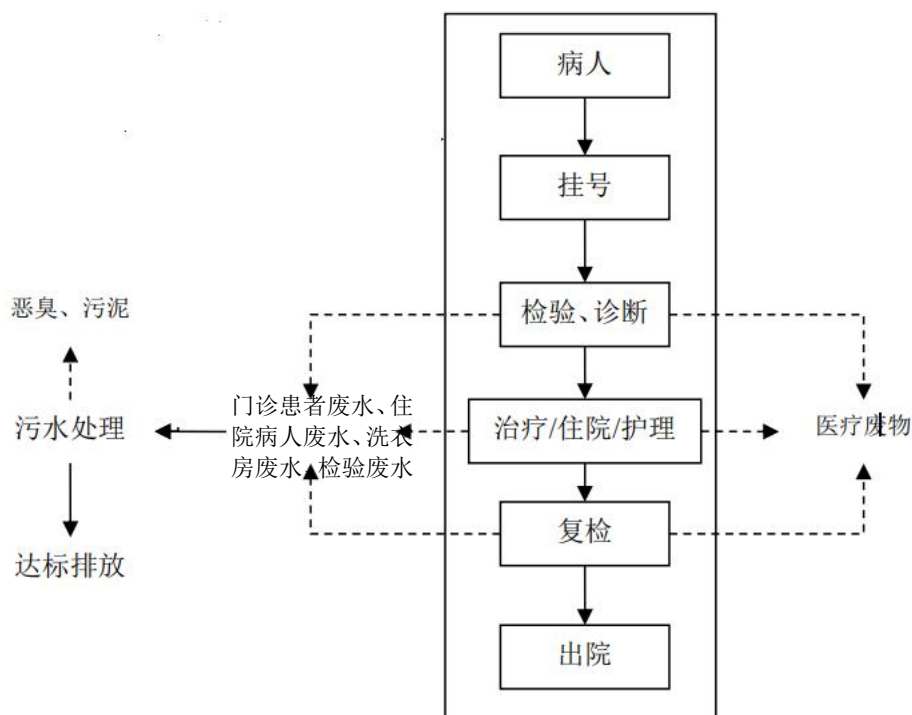 病人
挂号
恶臭、污泥
检验、诊断
门诊患者废水、住
院病人废水、洗衣
房废水、检验废水
污水处理
治疗/住院/护理
医疗废物
复检
达标排放
出院